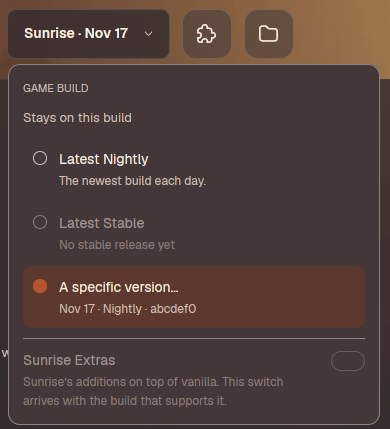 Sunrise · Nov 17
GAME BUILD
Stays on this build
Latest Nightly
The newest build each day.
Latest Stable
No stable release yet
A specific version...
Nov 17 · Nightly · abcdef0
Sunrise Extras
Sunrise's additions on top of vanilla. This switch
arrives with the build that supports it.